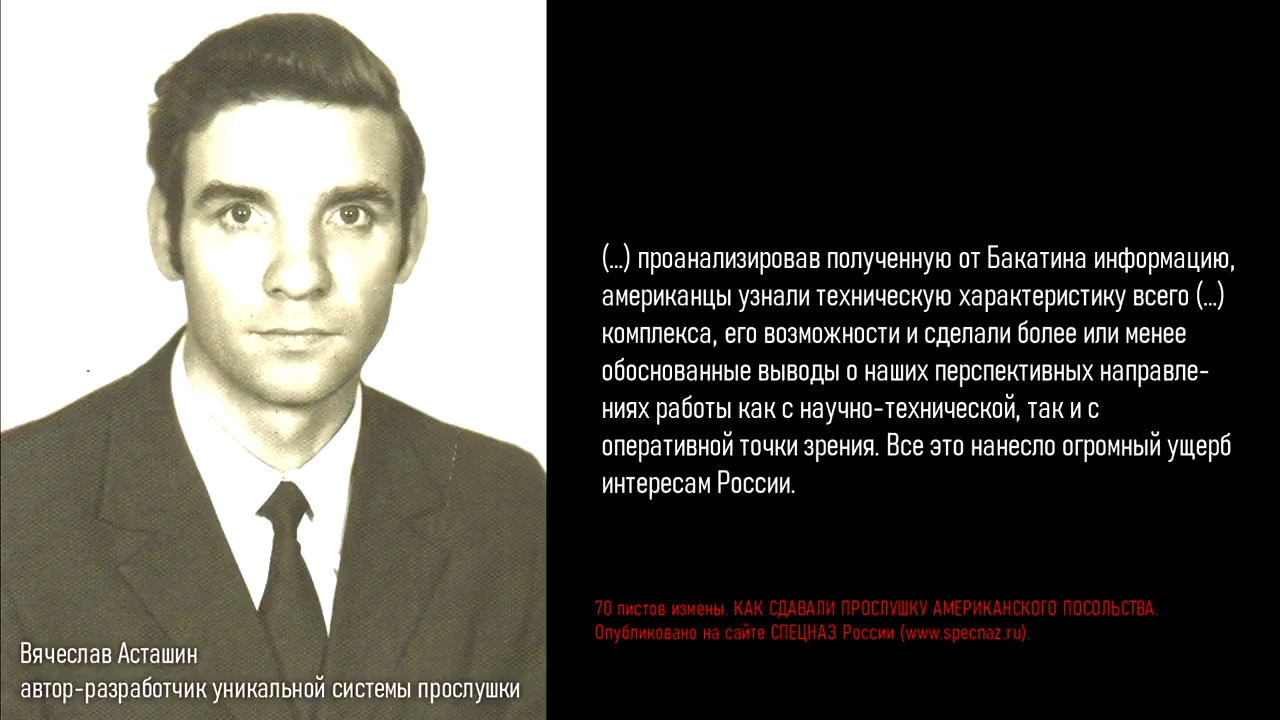 (...) проанализировав полученную от Бакатина информацию,
американцы узнали техническую характеристику всего (...)
комплекса, его возможности и сделали более или менее
обоснованные выводы о наших перспективных направле-
ниях работы как с научно-технической, так и с
оперативной точки зрения. Все это нанесло огромный ущерб
интересам России.
70 листов измены. КАК СДАВАЛИ ПРОСЛУШКУ АМЕРИКАНСКОГО ПОСОЛЬСТВА.
Опубликовано на сайте СПЕЦНАЗ России (www.specnaz.ru).
Вячеслав Асташин
автор-разработчик уникальной системы прослушки